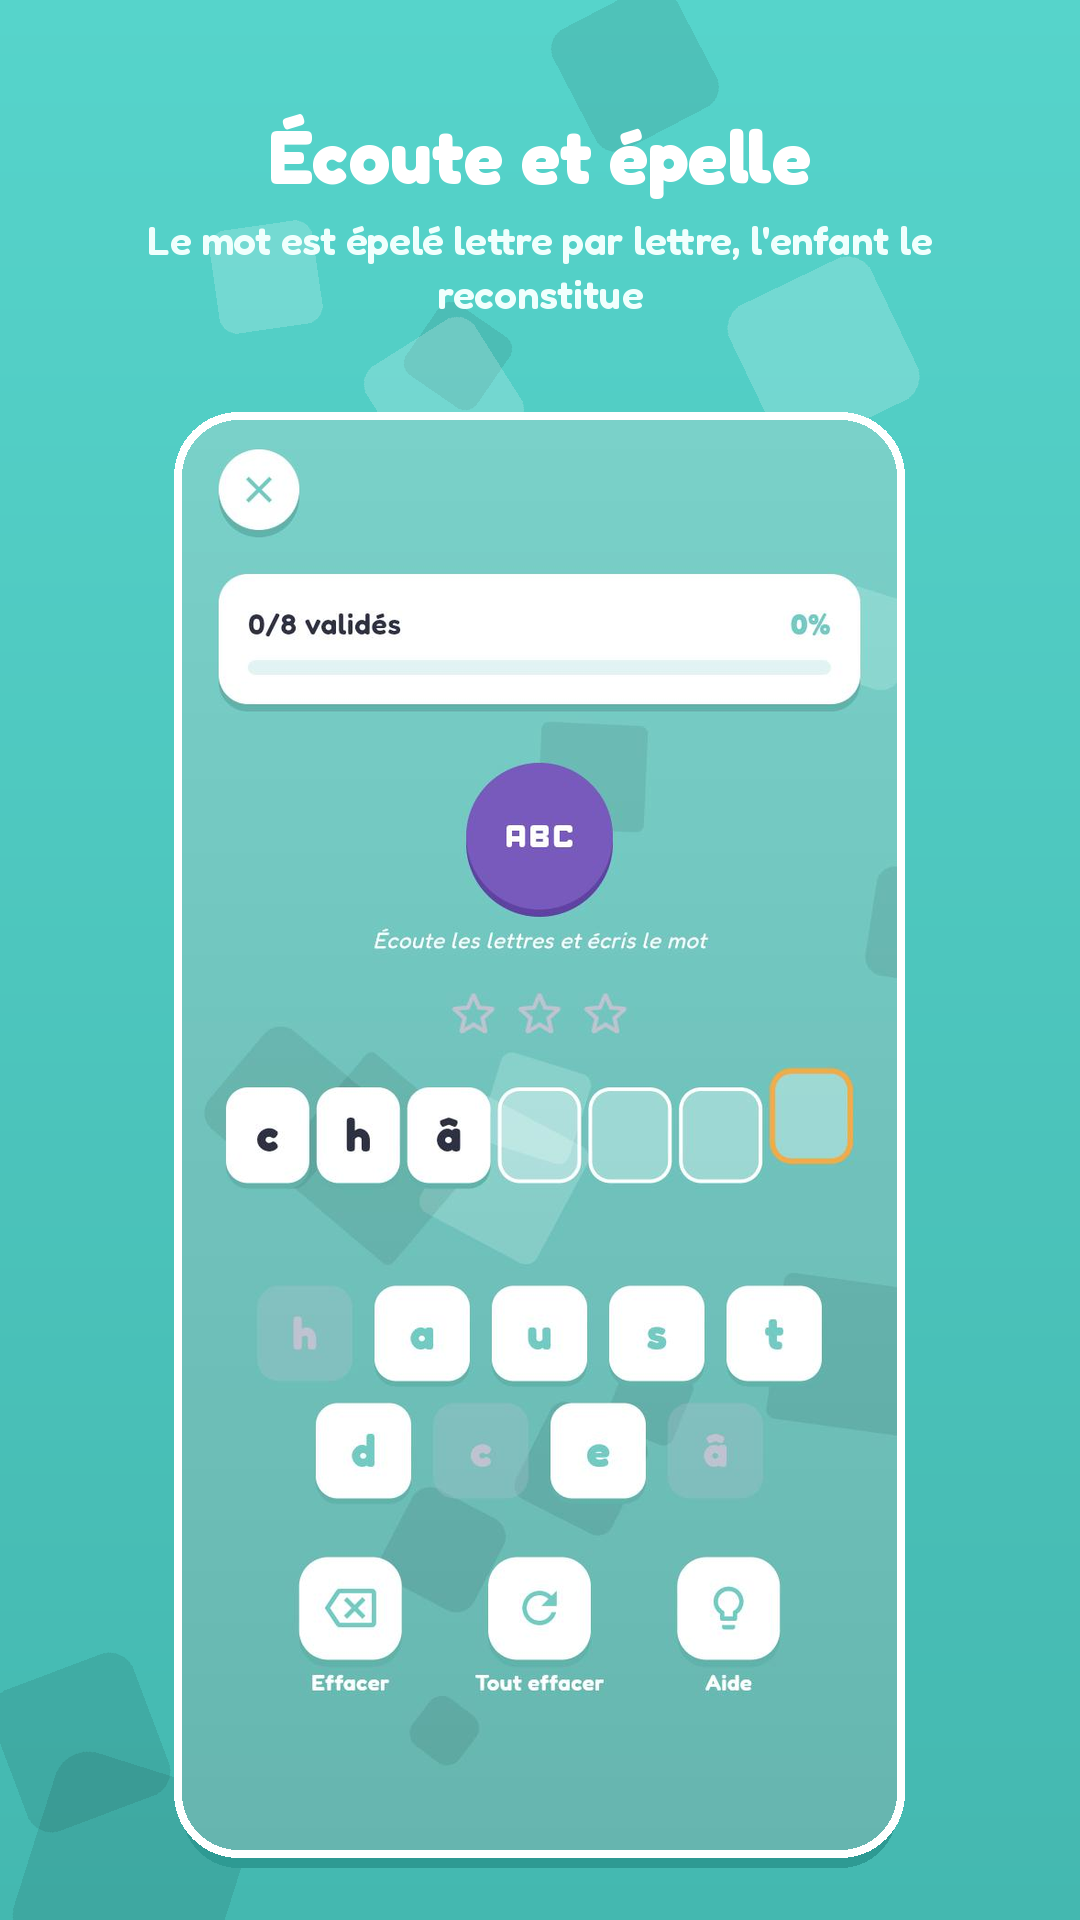 Écoute et épelle
Le mot est épelé lettre par lettre, l'enfant le
reconstitue
0/8 validés 0%
ABC
Écoute les lettres et écris le mot
c h â
h a u s t
d c e â
Effacer Tout effacer Aide